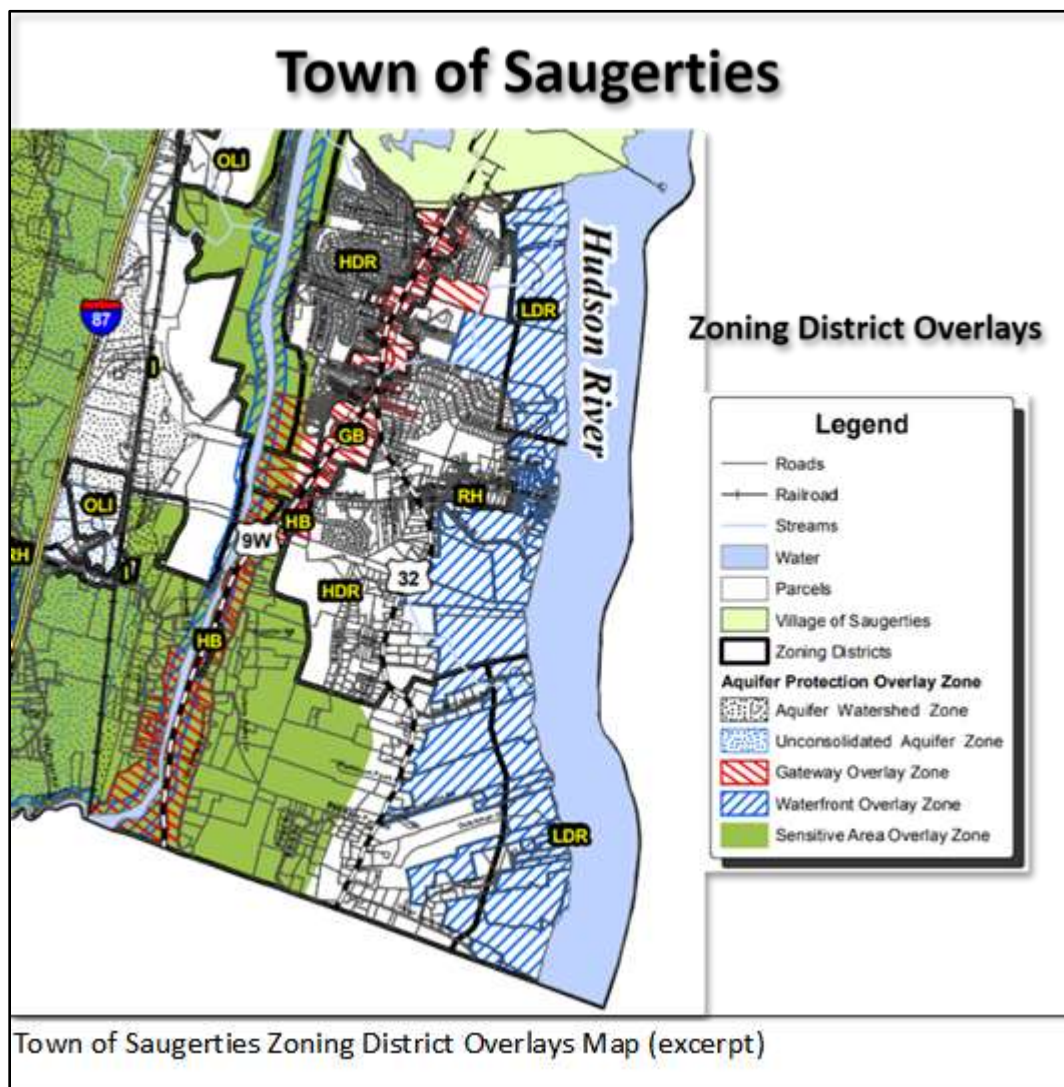 Town of Saugerties
OLI
HDR
87
LDR
Hudson River
Zoning District Overlays
I
GB
OLI
RH
HB
9W
RH
I
32
HDR
HB
LDR
Legend
Roads
Railroad
Streams
Water
Parcels
Village of Saugerties
Zoning Districts
Aquifer Protection Overlay Zone
Aquifer Watershed Zone
Unconsolidated Aquifer Zone
Gateway Overlay Zone
Waterfront Overlay Zone
Sensitive Area Overlay Zone
Town of Saugerties Zoning District Overlays Map (excerpt)